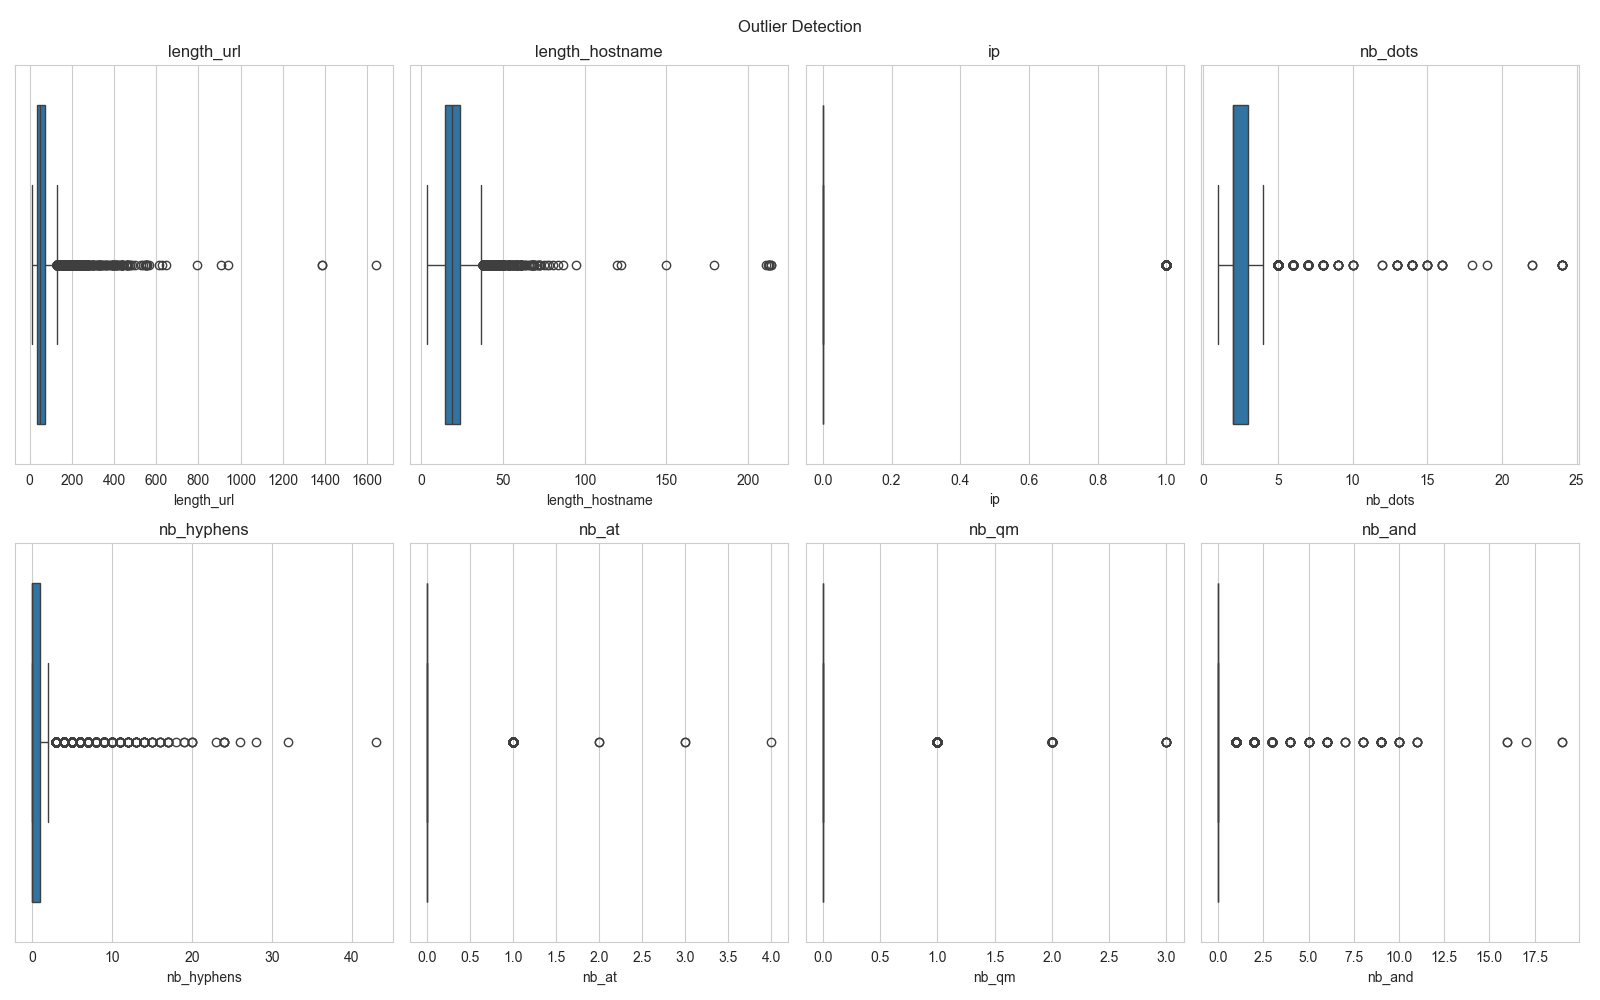 Outlier Detection
length_url length_hostname ip nb_dots
0 200 400 600 800 1000 1200 1400 1600 0 50 100 150 200 0.0 0.2 0.4 0.6 0.8 1.0 0 5 10 15 20 25
length_url length_hostname ip nb_dots
nb_hyphens nb_at nb_qm nb_and
0 10 20 30 40 0.0 0.5 1.0 1.5 2.0 2.5 3.0 3.5 4.0 0.0 0.5 1.0 1.5 2.0 2.5 3.0 0.0 2.5 5.0 7.5 10.0 12.5 15.0 17.5
nb_hyphens nb_at nb_qm nb_and